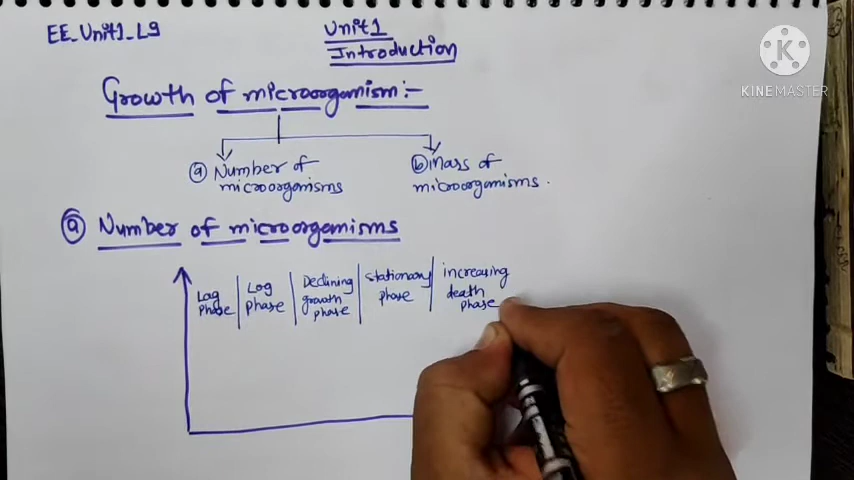 EE_Unit1_L9
Unit1
Introduction
K
KINEMASTER
Growth of microorganism:-
(a) Number of
microorganisms
(b) Mass of
microorganisms.
(a) Number of microorganisms
Lag
Phase
Log
Phase
Declining
growth
phase
Stationary
phase
increasing
death
phase